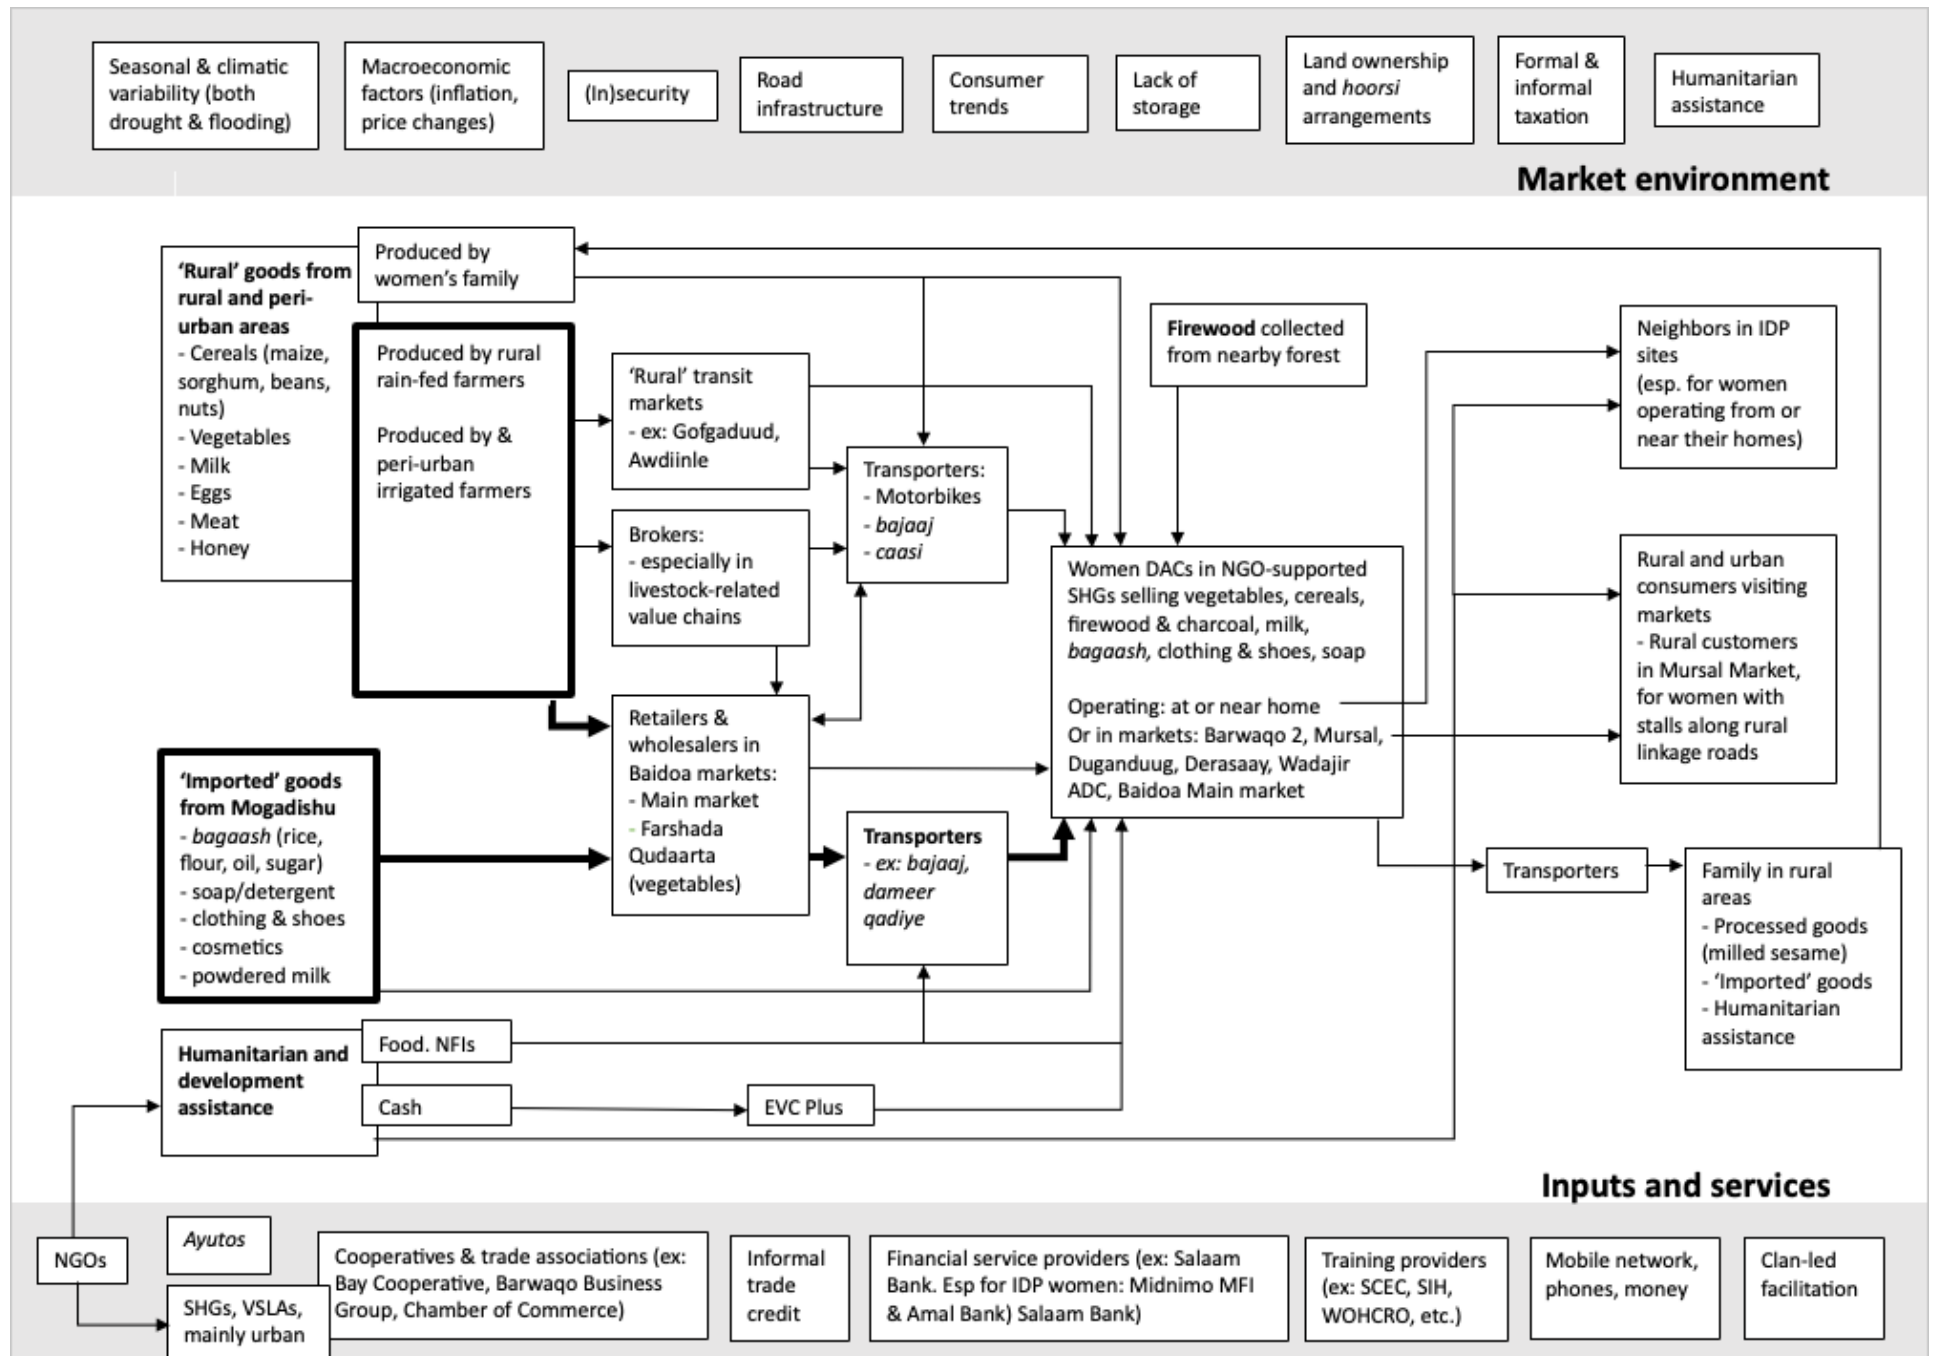 Seasonal & climatic
variability (both
drought & flooding)
Macroeconomic
factors (inflation,
price changes)
(In)security
Road
infrastructure
Consumer
trends
Lack of
storage
Land ownership
and hoorsi
arrangements
Formal &
informal
taxation
Humanitarian
assistance
Market environment
‘Rural’ goods from
rural and peri-
urban areas
- Cereals (maize,
sorghum, beans,
nuts)
- Vegetables
- Milk
- Eggs
- Meat
- Honey
Produced by
women’s family
Produced by rural
rain-fed farmers
Produced by &
peri-urban
irrigated farmers
‘Rural’ transit
markets
- ex: Gofgaduud,
Awdiinle
Brokers:
- especially in
livestock-related
value chains
Transporters:
- Motorbikes
- bajaaj
- caasi
Firewood collected
from nearby forest
Women DACs in NGO-supported
SHGs selling vegetables, cereals,
firewood & charcoal, milk,
bagaash, clothing & shoes, soap
Operating: at or near home
Or in markets: Barwaqo 2, Mursal,
Duganduug, Derasaay, Wadajir
ADC, Baidoa Main market
Neighbors in IDP
sites
(esp. for women
operating from or
near their homes)
Rural and urban
consumers visiting
markets
- Rural customers
in Mursal Market,
for women with
stalls along rural
linkage roads
‘Imported’ goods
from Mogadishu
- bagaash (rice,
flour, oil, sugar)
- soap/detergent
- clothing & shoes
- cosmetics
- powdered milk
Retailers &
wholesalers in
Baidoa markets:
- Main market
- Farshada
Qudaarta
(vegetables)
Transporters
- ex: bajaaj,
dameer
qadiye
Transporters
Family in rural
areas
- Processed goods
(milled sesame)
- ‘Imported’ goods
- Humanitarian
assistance
Humanitarian and
development
assistance
Food. NFIs
Cash
EVC Plus
Inputs and services
NGOs
Ayutos
SHGs, VSLAs,
mainly urban
Cooperatives & trade associations (ex:
Bay Cooperative, Barwaqo Business
Group, Chamber of Commerce)
Informal
trade
credit
Financial service providers (ex: Salaam
Bank. Esp for IDP women: Midnimo MFI
& Amal Bank) Salaam Bank)
Training providers
(ex: SCEC, SIH,
WOHCRO, etc.)
Mobile network,
phones, money
Clan-led
facilitation